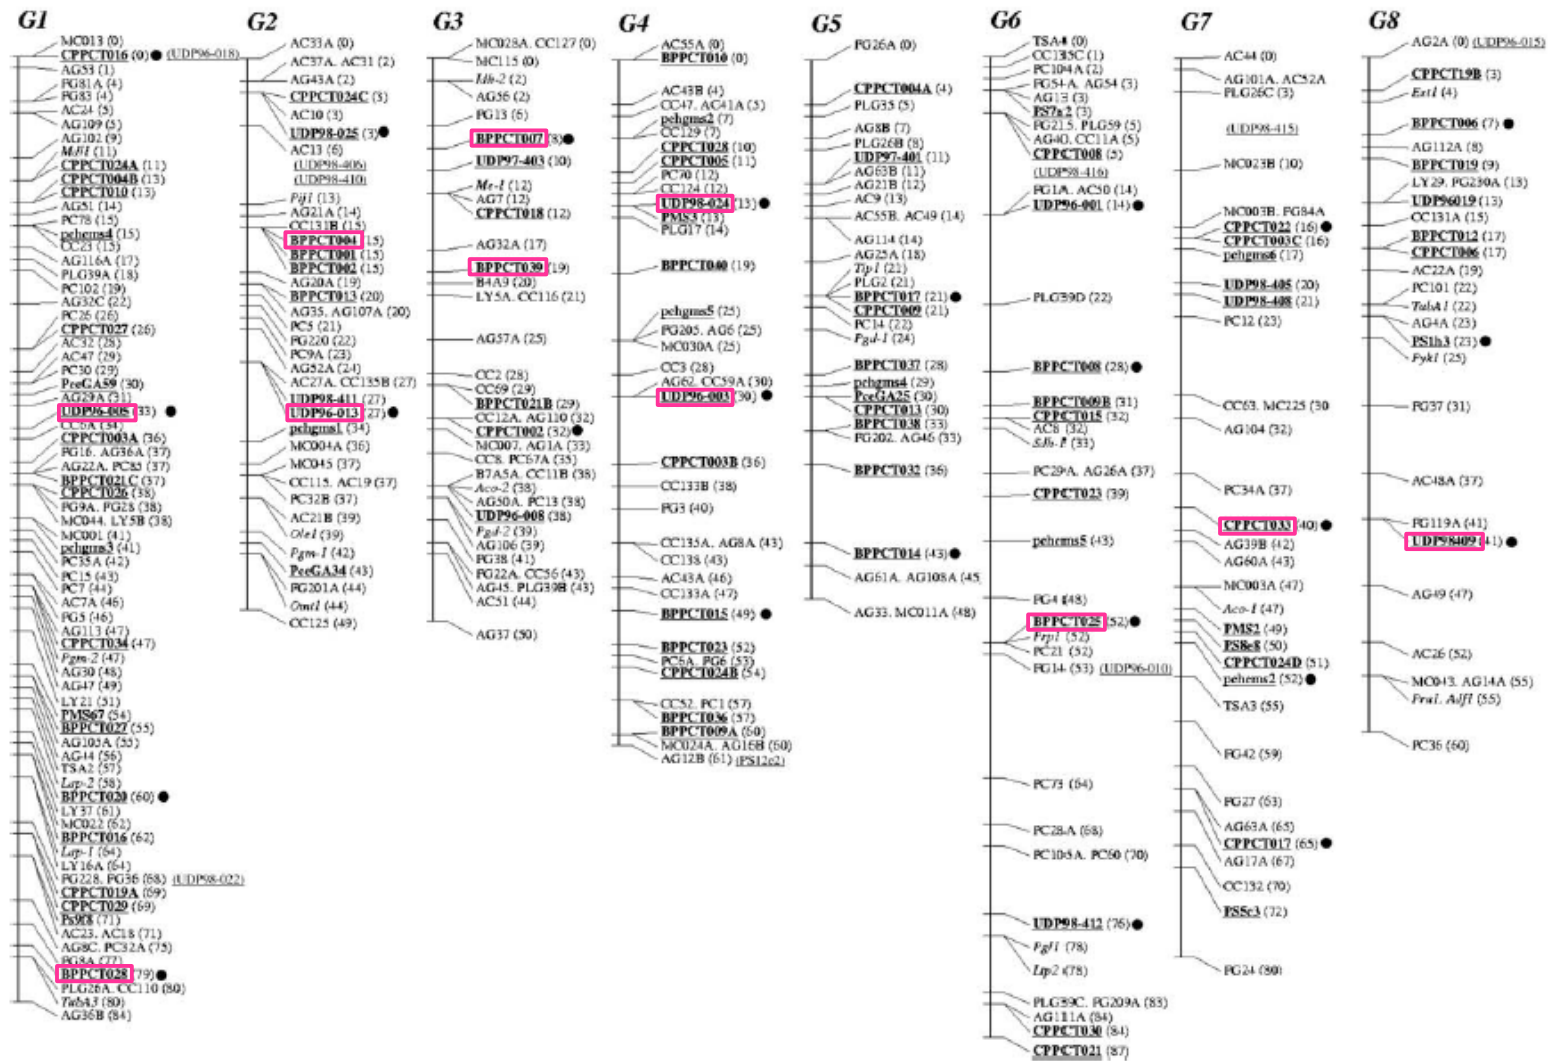 G1
MC013 (0)
CPPCT016 (0) (UDP96-018)
AG53 (1)
FG81A (4)
FG83 (4)
AC24 (5)
AG109 (5)
AG102 (9)
Mdh1 (11)
CPPCT024A (11)
CPPCT004B (13)
CPPCT010 (13)
AG51 (14)
PC78 (15)
pchcms4 (15)
CC23 (15)
AG116A (17)
PLG39A (18)
PC102 (19)
AG32C (22)
PC26 (26)
CPPCT027 (26)
AC32 (28)
AC47 (29)
PC30 (29)
PceGA59 (30)
AG29A (31)
UDP96-005 (33)
CC6A (34)
CPPCT003A (36)
FG16. AG36A (37)
AG22A. PC85 (37)
BPPCT021C (37)
CPPCT026 (38)
FG9A. FG28 (38)
MC044. LY5B (38)
MC001 (41)
pchgms3 (41)
PC35A (42)
PC15 (43)
PC7 (44)
AC7A (46)
FG5 (46)
AG113 (47)
CPPCT034 (47)
Pgm-2 (47)
AG30 (48)
AG47 (49)
LY21 (51)
PMS67 (54)
BPPCT027 (55)
AG105A (55)
AG44 (56)
TSA2 (57)
Lap-2 (58)
BPPCT020 (60)
LY37 (61)
MC022 (62)
BPPCT016 (62)
Lap-1 (64)
LY16A (64)
FG228. FG36 (68) (UDP98-022)
CPPCT019A (69)
CPPCT029 (69)
Ps9f8 (71)
AC23. AC18 (71)
AG8C. PC32A (75)
FG8A (77)
BPPCT028 (79)
PLG26A. CC110 (80)
TubA3 (80)
AG36B (84)
G2
AC33A (0)
AC37A. AC31 (2)
AG43A (2)
CPPCT024C (3)
AC10 (3)
UDP98-025 (3)
AC13 (6)
(UDP98-406)
(UDP98-410)
Pif1 (13)
AG21A (14)
CC131B (15)
BPPCT004 (15)
BPPCT001 (15)
BPPCT002 (15)
AG20A (19)
BPPCT013 (20)
AG35. AG107A (20)
PC5 (21)
FG220 (22)
PC9A (23)
AG52A (24)
AC27A. CC135B (27)
UDP98-411 (27)
UDP96-013 (27)
pchgms1 (34)
MC004A (36)
MC045 (37)
CC115. AC19 (37)
PC32B (37)
AC21B (39)
Ole1 (39)
Pgm-1 (42)
PceGA34 (43)
FG201A (44)
Omt1 (44)
CC125 (49)
G3
MC028A. CC127 (0)
MC115 (0)
Idh-2 (2)
AG56 (2)
FG13 (6)
BPPCT007 (8)
UDP97-403 (10)
Me-1 (12)
AG7 (12)
CPPCT018 (12)
AG32A (17)
BPPCT039 (19)
B4A9 (20)
LY5A. CC116 (21)
AG57A (25)
CC2 (28)
CC69 (29)
BPPCT021B (29)
CC12A. AG110 (32)
CPPCT002 (32)
MC007. AG1A (33)
CC8. PC67A (35)
B7A5A. CC11B (38)
Aco-2 (38)
AG50A. PC13 (38)
UDP96-008 (38)
Pgd-2 (39)
AG106 (39)
FG38 (41)
FG22A. CC56 (43)
AG45. PLG39B (43)
AC51 (44)
AG37 (50)
G4
AC55A (0)
BPPCT010 (0)
AC43B (4)
CC47. AC41A (5)
pchgms2 (7)
CC129 (7)
CPPCT028 (10)
CPPCT005 (11)
PC70 (12)
CC124 (12)
UDP98-024 (13)
PMS3 (13)
PLG17 (14)
BPPCT040 (19)
pchgms5 (25)
FG205. AG6 (25)
MC030A (25)
CC3 (28)
AG62. CC59A (30)
UDP96-003 (30)
CPPCT003B (36)
CC133B (38)
FG3 (40)
CC135A. AG8A (43)
CC138 (43)
AC43A (46)
CC133A (47)
BPPCT015 (49)
BPPCT023 (52)
PC6A. FG6 (53)
CPPCT024B (54)
CC52. PC1 (57)
BPPCT036 (57)
BPPCT009A (60)
MC024A. AG16B (60)
AG12B (61) (PS12e2)
G5
FG26A (0)
CPPCT004A (4)
PLG35 (5)
AG8B (7)
PLG26B (8)
UDP97-401 (11)
AG63B (11)
AG21B (12)
AC9 (13)
AC55B. AC49 (14)
AG114 (14)
AG25A (18)
Tip1 (21)
PLG2 (21)
BPPCT017 (21)
CPPCT009 (21)
PC14 (22)
Pgd-1 (24)
BPPCT037 (28)
pchgms4 (29)
PceGA25 (30)
CPPCT013 (30)
BPPCT038 (33)
FG202. AG46 (33)
BPPCT032 (36)
BPPCT014 (43)
AG61A. AG108A (45)
AG33. MC011A (48)
G6
TSA4 (0)
CC135C (1)
PC104A (2)
FG54A. AG54 (3)
AG13 (3)
PS7a2 (3)
FG215. PLG59 (5)
AG40. CC11A (5)
CPPCT008 (5)
(UDP98-416)
FG1A. AC50 (14)
UDP96-001 (14)
PLG39D (22)
BPPCT008 (28)
BPPCT009B (31)
CPPCT015 (32)
AC8 (32)
Sdh-1 (33)
PC29A. AG26A (37)
CPPCT023 (39)
pchcms5 (43)
FG41 (48)
BPPCT025 (52)
Prp1 (52)
PC21 (52)
FG14 (53) (UDP96-010)
PC73 (64)
PC28A (68)
PC105A. PC60 (70)
UDP98-412 (76)
Pgl1 (78)
Ltp2 (78)
PLG39C. FG209A (83)
AG111A (84)
CPPCT030 (84)
CPPCT021 (87)
G7
AC44 (0)
AG101A. AC52A
PLG26C (3)
(UDP98-415)
MC023B (10)
MC003B. FG84A
CPPCT022 (16)
CPPCT003C (16)
pchgms6 (17)
UDP98-405 (20)
UDP98-408 (21)
PC12 (23)
CC63. MC225 (30
AG104 (32)
PC34A (37)
CPPCT033 (40)
AG39B (42)
AG60A (43)
MC003A (47)
Aco-1 (47)
PMS2 (49)
PS8e8 (50)
CPPCT024D (51)
pchcms2 (52)
TSA3 (55)
FG42 (59)
FG27 (63)
AG63A (65)
CPPCT017 (65)
AG17A (67)
CC132 (70)
PS5c3 (72)
FG24 (80)
G8
AG2A (0) (UDP96-015)
CPPCT19B (3)
Ext1 (4)
BPPCT006 (7)
AG112A (8)
BPPCT019 (9)
LY29. FG230A (13)
UDP96019 (13)
CC131A (15)
BPPCT012 (17)
CPPCT006 (17)
AC22A (19)
PC101 (22)
TubA1 (22)
AG4A (23)
PS1h3 (23)
Fyk1 (25)
FG37 (31)
AC48A (37)
FG119A (41)
UDP98409 (41)
AG49 (47)
AC26 (52)
MC043. AG14A (55)
Fra1. Adf1 (55)
PC36 (60)